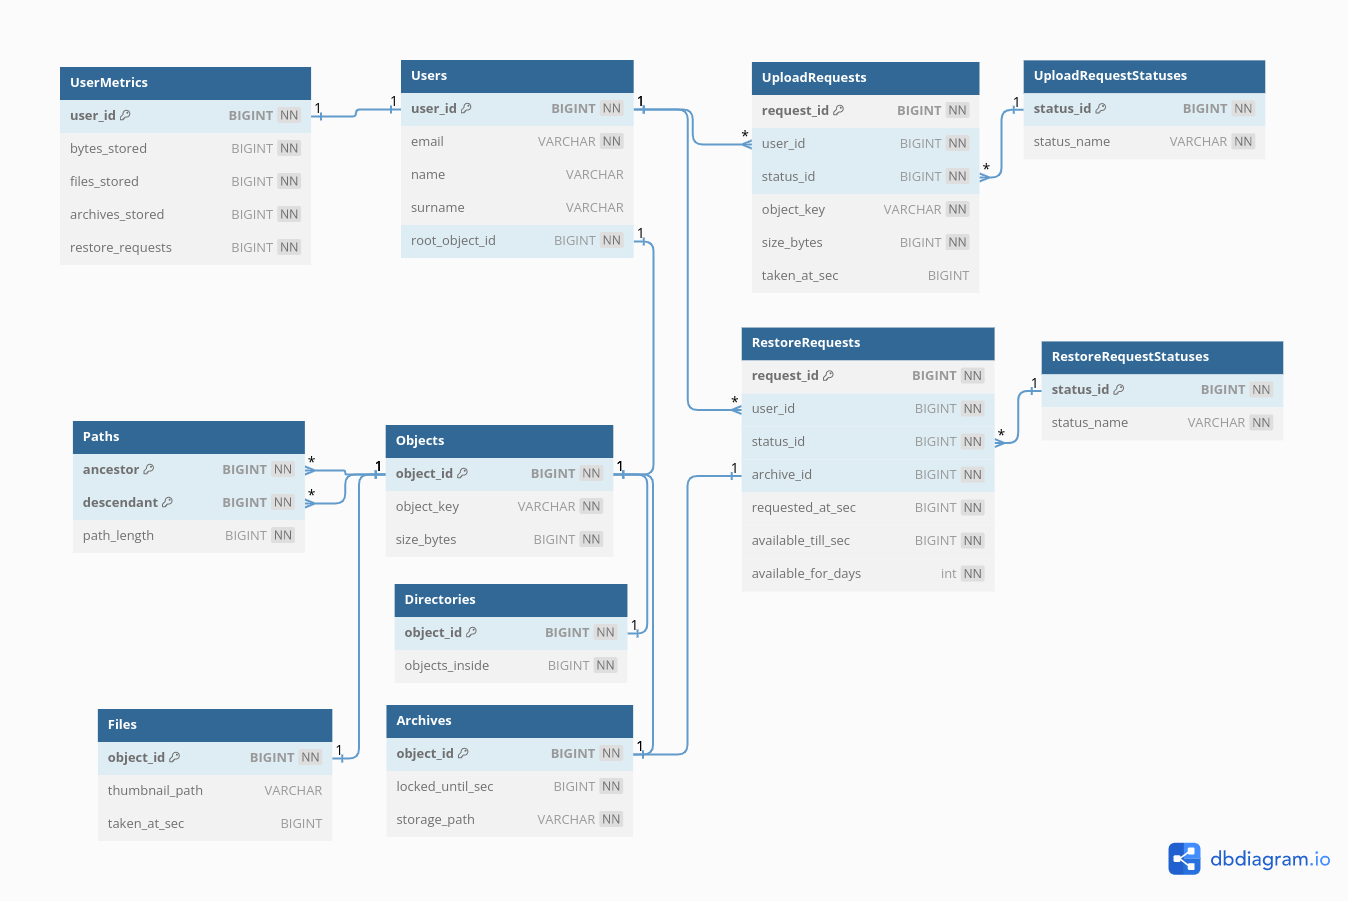 UserMetrics
user_id BIGINT NN
bytes_stored BIGINT NN
files_stored BIGINT NN
archives_stored BIGINT NN
restore_requests BIGINT NN
1 1
Users
user_id BIGINT NN
email VARCHAR NN
name VARCHAR
surname VARCHAR
root_object_id BIGINT NN
1
1
UploadRequests
request_id BIGINT NN
* user_id BIGINT NN
status_id BIGINT NN *
object_key VARCHAR NN
size_bytes BIGINT NN
taken_at_sec BIGINT
UploadRequestStatuses
1 status_id BIGINT NN
status_name VARCHAR NN
RestoreRequests
request_id BIGINT NN
* user_id BIGINT NN
status_id BIGINT NN *
1 archive_id BIGINT NN
requested_at_sec BIGINT NN
available_till_sec BIGINT NN
available_for_days int NN
RestoreRequestStatuses
1 status_id BIGINT NN
status_name VARCHAR NN
Paths
ancestor BIGINT NN *
descendant BIGINT NN *
path_length BIGINT NN
Objects
1 object_id BIGINT NN 1
object_key VARCHAR NN
size_bytes BIGINT NN
Directories
object_id BIGINT NN 1
objects_inside BIGINT NN
Files
object_id BIGINT NN 1
thumbnail_path VARCHAR
taken_at_sec BIGINT
Archives
object_id BIGINT NN 1
locked_until_sec BIGINT NN
storage_path VARCHAR NN
dbdiagram.io